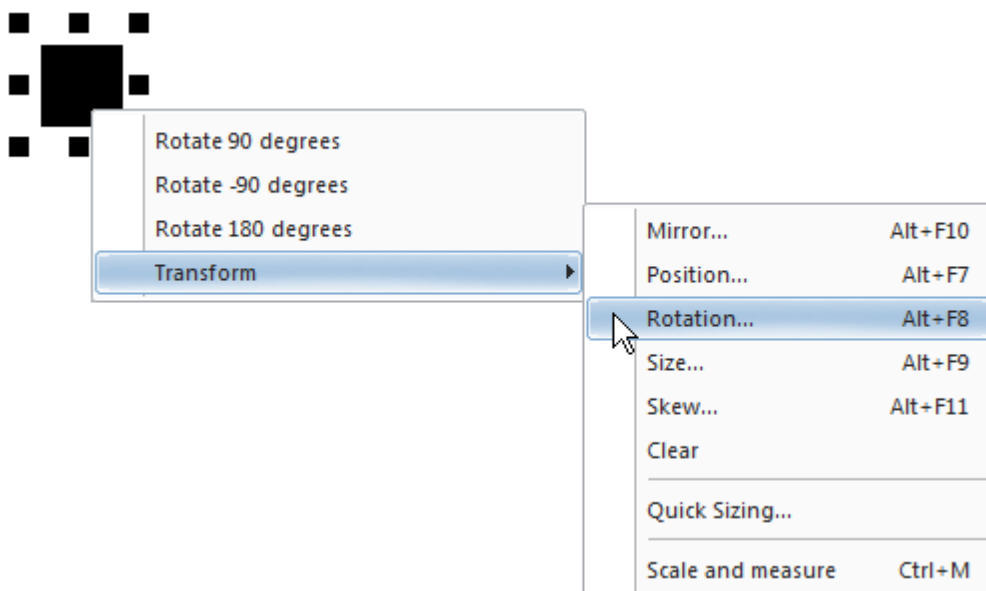 Rotate 90 degrees
Rotate -90 degrees
Rotate 180 degrees
Transform
Mirror... Alt+F10
Position... Alt+F7
Rotation... Alt+F8
Size... Alt+F9
Skew... Alt+F11
Clear
Quick Sizing...
Scale and measure Ctrl+M